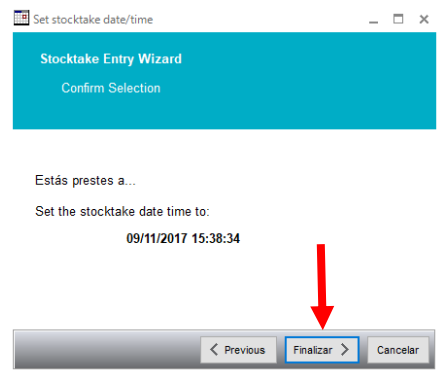 Set stocktake date/time
Stocktake Entry Wizard
Confirm Selection
Estás prestes a...
Set the stocktake date time to:
09/11/2017 15:38:34
Previous Finalizar Cancelar